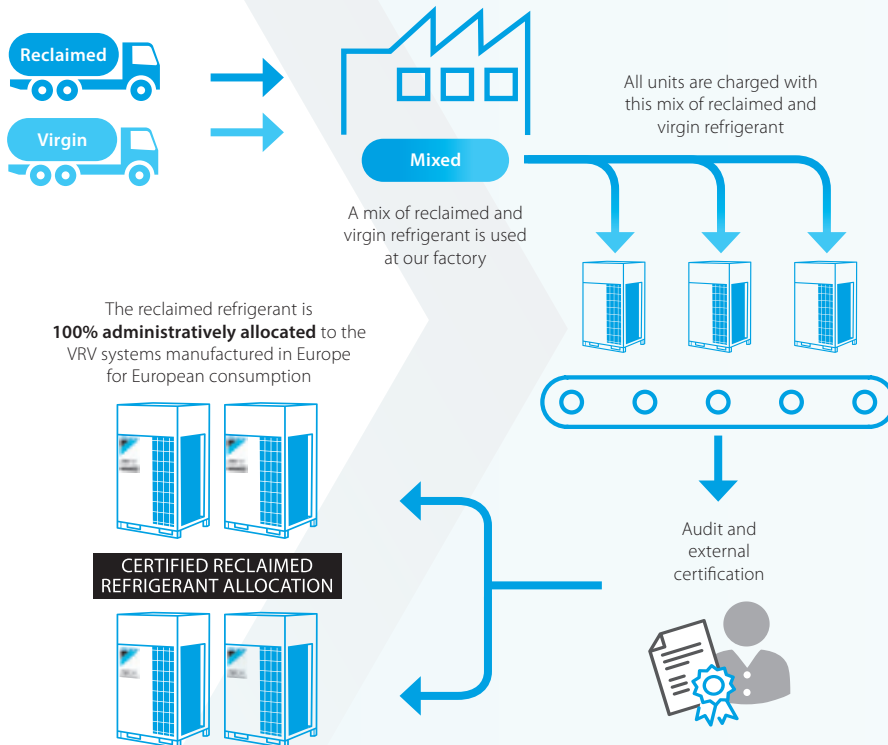 Reclaimed
Virgin
Mixed
A mix of reclaimed and
virgin refrigerant is used
at our factory
All units are charged with
this mix of reclaimed and
virgin refrigerant
The reclaimed refrigerant is
100% administratively allocated to the
VRV systems manufactured in Europe
for European consumption
CERTIFIED RECLAIMED
REFRIGERANT ALLOCATION
Audit and
external
certification